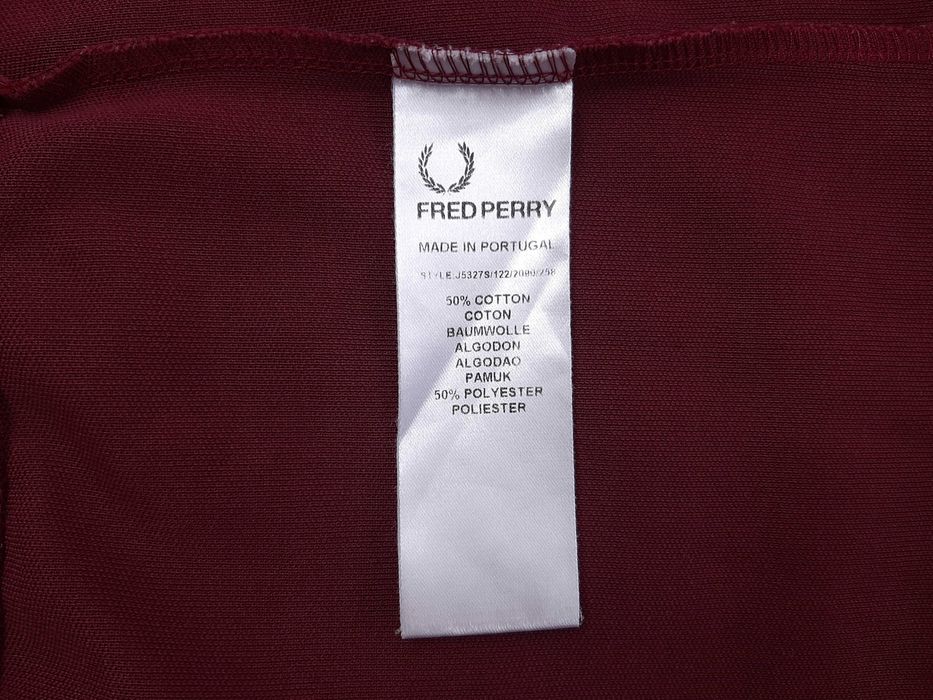 FRED PERRY
MADE IN PORTUGAL
STYLE:J5327S/122/2090/258
50% COTTON
COTON
BAUMWOLLE
ALGODON
ALGODAO
PAMUK
50% POLYESTER
POLIESTER